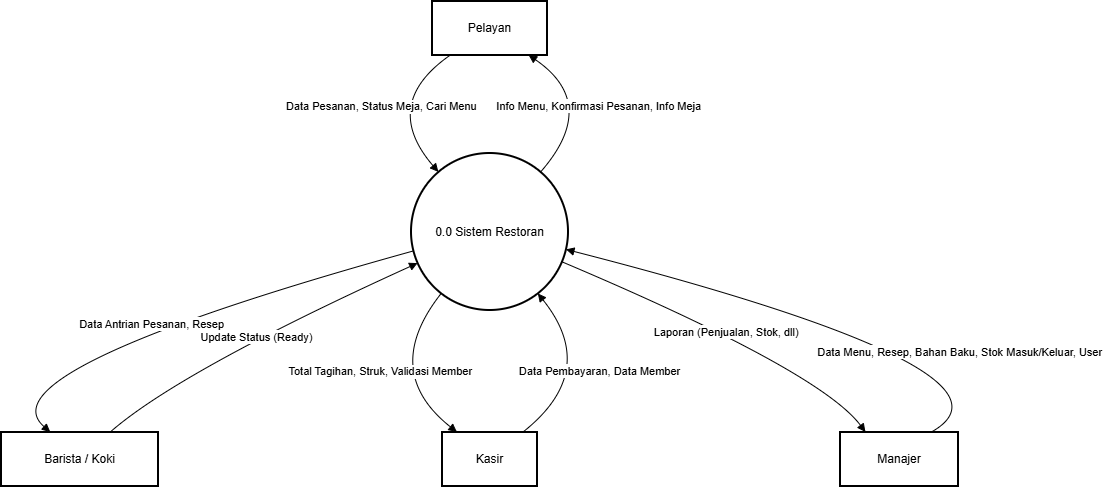 Pelayan
Data Pesanan, Status Meja, Cari Menu
Info Menu, Konfirmasi Pesanan, Info Meja
0.0 Sistem Restoran
Data Antrian Pesanan, Resep
Update Status (Ready)
Laporan (Penjualan, Stok, dll)
Data Menu, Resep, Bahan Baku, Stok Masuk/Keluar, User
Total Tagihan, Struk, Validasi Member
Data Pembayaran, Data Member
Barista / Koki
Kasir
Manajer